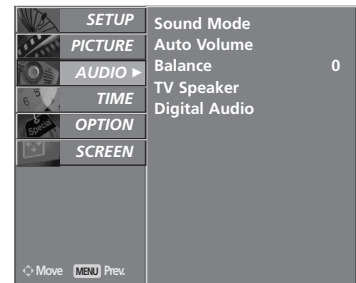 SETUP
PICTURE
AUDIO ►
TIME
OPTION
Special
SCREEN
Sound Mode
Auto Volume
Balance 0
TV Speaker
Digital Audio
Move MENU Prev.